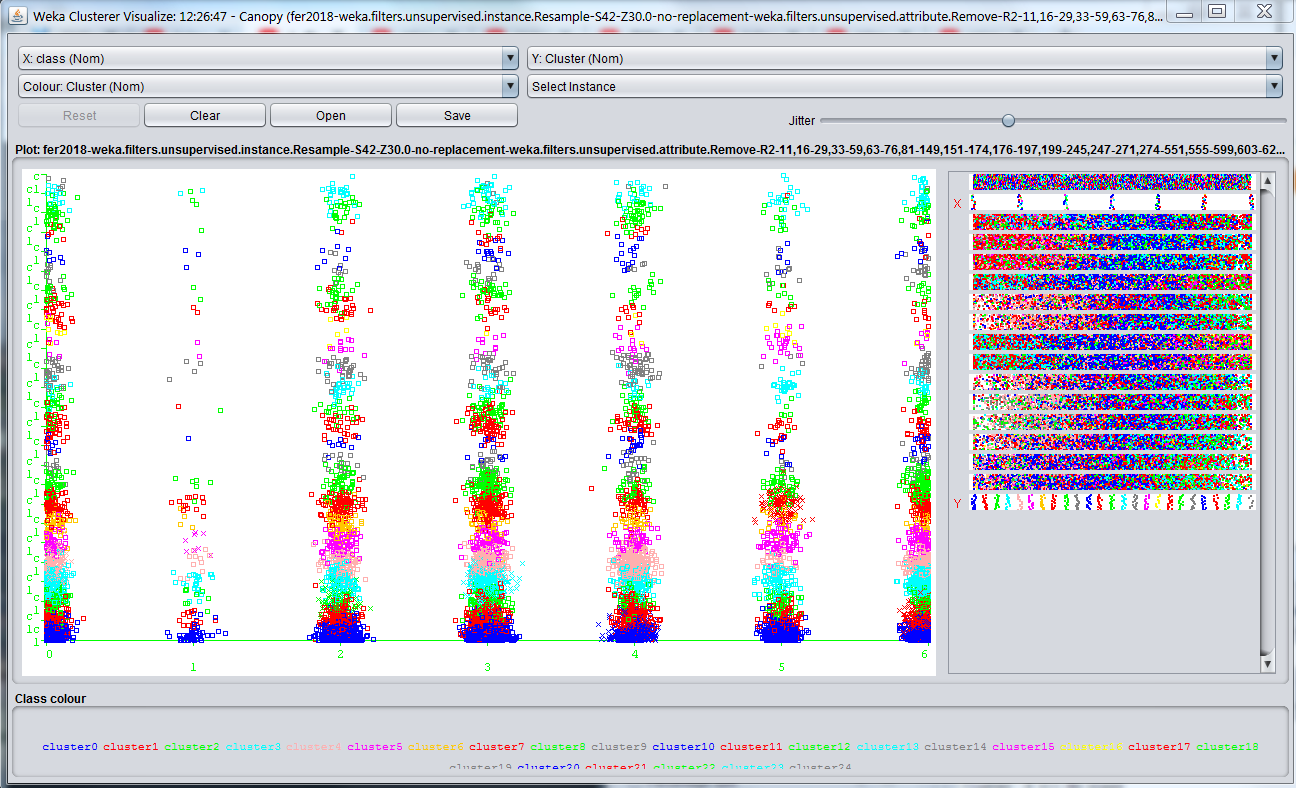 Weka Clusterer Visualize: 12:26:47 - Canopy (fer2018-weka.filters.unsupervised.instance.Resample-S42-Z30.0-no-replacement-weka.filters.unsupervised.attribute.Remove-R2-11,16-29,33-59,63-76,8...
X: class (Nom) Y: Cluster (Nom)
Colour: Cluster (Nom) Select Instance
Reset Clear Open Save Jitter
Plot: fer2018-weka.filters.unsupervised.instance.Resample-S42-Z30.0-no-replacement-weka.filters.unsupervised.attribute.Remove-R2-11,16-29,33-59,63-76,81-149,151-174,176-197,199-245,247-271,274-551,555-599,603-62...
X
Y
0 2 4 6
1 3 5
Class colour
cluster0 cluster1 cluster2 cluster3 cluster4 cluster5 cluster6 cluster7 cluster8 cluster9 cluster10 cluster11 cluster12 cluster13 cluster14 cluster15 cluster16 cluster17 cluster18
cluster19 cluster20 cluster21 cluster22 cluster23 cluster24